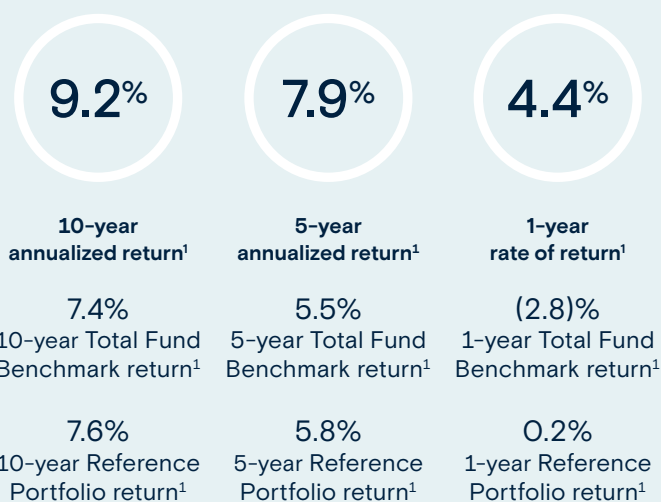 9.2%
10-year
annualized return¹
7.4%
10-year Total Fund
Benchmark return¹
7.6%
10-year Reference
Portfolio return¹
7.9%
5-year
annualized return¹
5.5%
5-year Total Fund
Benchmark return¹
5.8%
5-year Reference
Portfolio return¹
4.4%
1-year
rate of return¹
(2.8)%
1-year Total Fund
Benchmark return¹
0.2%
1-year Reference
Portfolio return¹